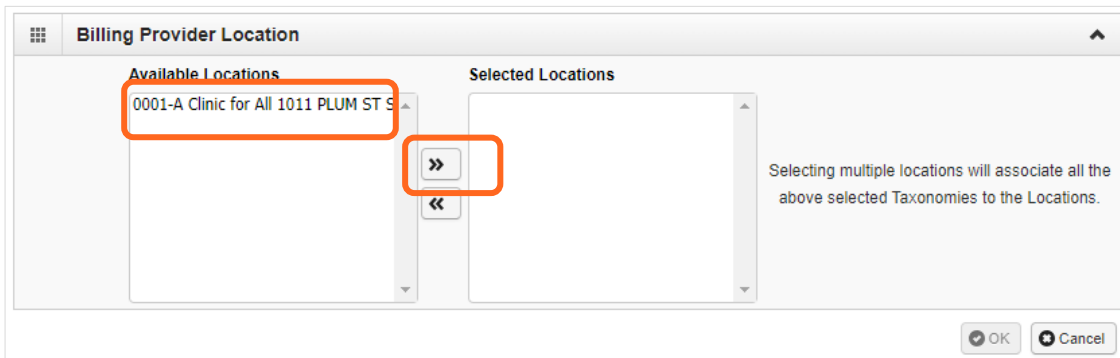 Billing Provider Location
Available Locations
Selected Locations
0001-A Clinic for All 1011 PLUM ST S
»
«
Selecting multiple locations will associate all the
above selected Taxonomies to the Locations.
OK
Cancel